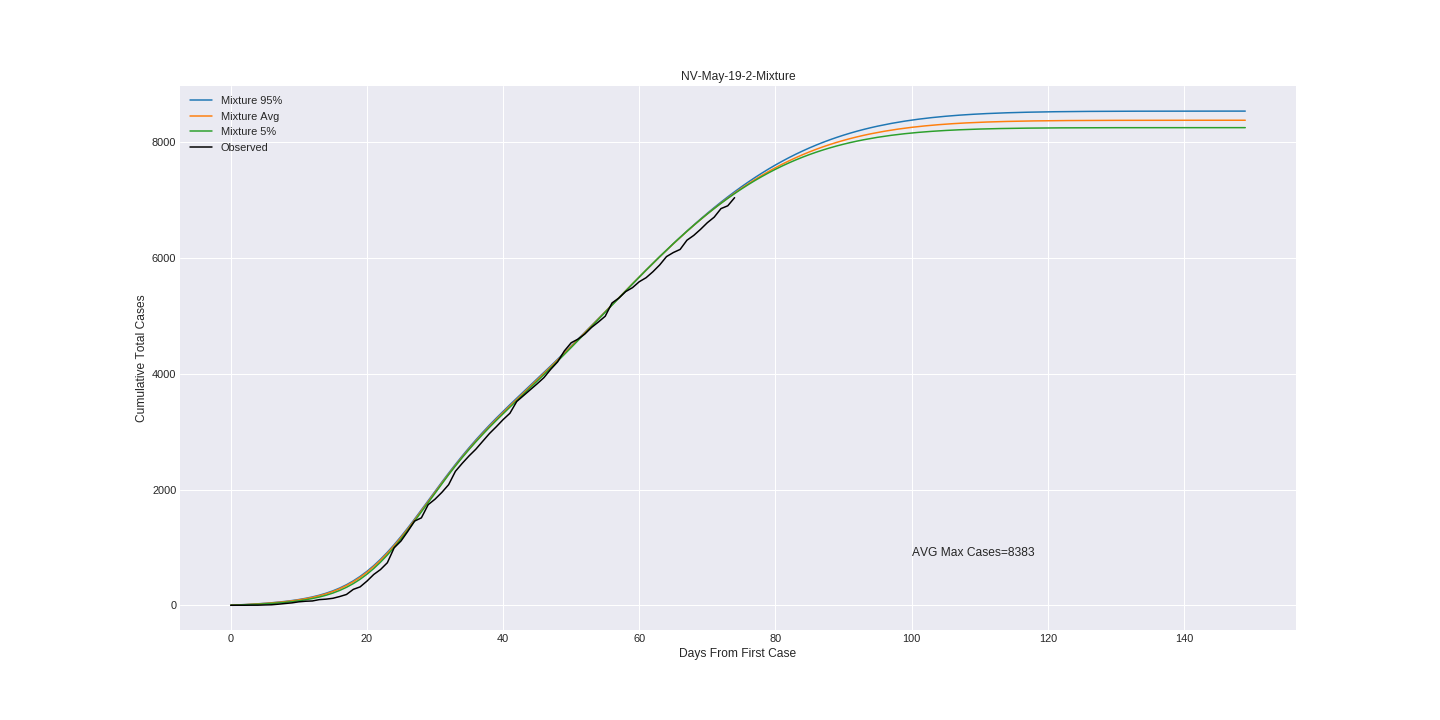 NV-May-19-2-Mixture
Mixture 95%
Mixture Avg
Mixture 5%
Observed
8000
6000
4000
2000
0
Cumulative Total Cases
AVG Max Cases=8383
0 20 40 60 80 100 120 140
Days From First Case